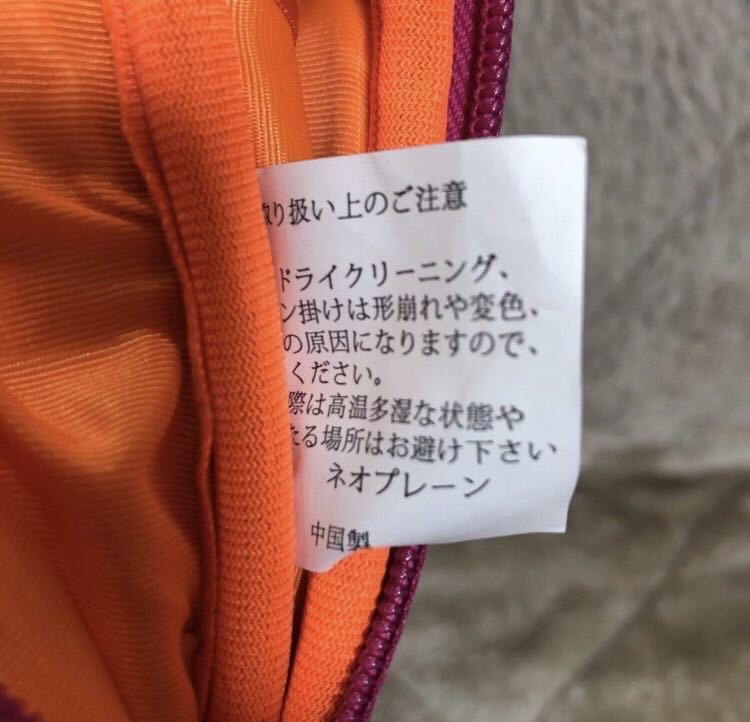 取り扱い上のご注意
ドライクリーニング、
ン掛けは形崩れや変色、
の原因になりますので、
ください。
際は高温多湿な状態や
たる場所はお避け下さい
ネオプレーン
中国製